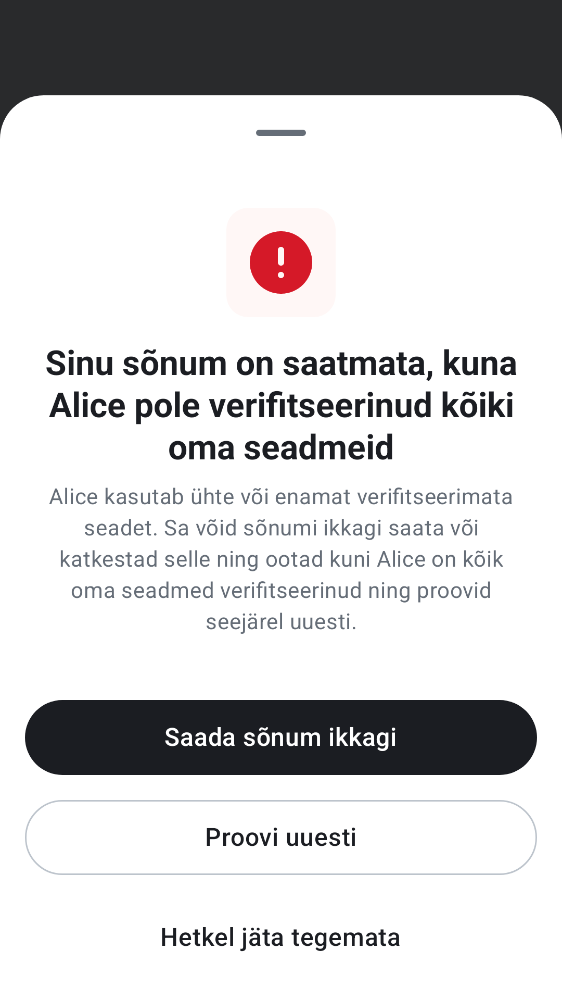 Sinu sõnum on saatmata, kuna
Alice pole verifitseerinud kõiki
oma seadmeid
Alice kasutab ühte või enamat verifitseerimata
seadet. Sa võid sõnumi ikkagi saata või
katkestad selle ning ootad kuni Alice on kõik
oma seadmed verifitseerinud ning proovid
seejärel uuesti.
Saada sõnum ikkagi
Proovi uuesti
Hetkel jäta tegemata